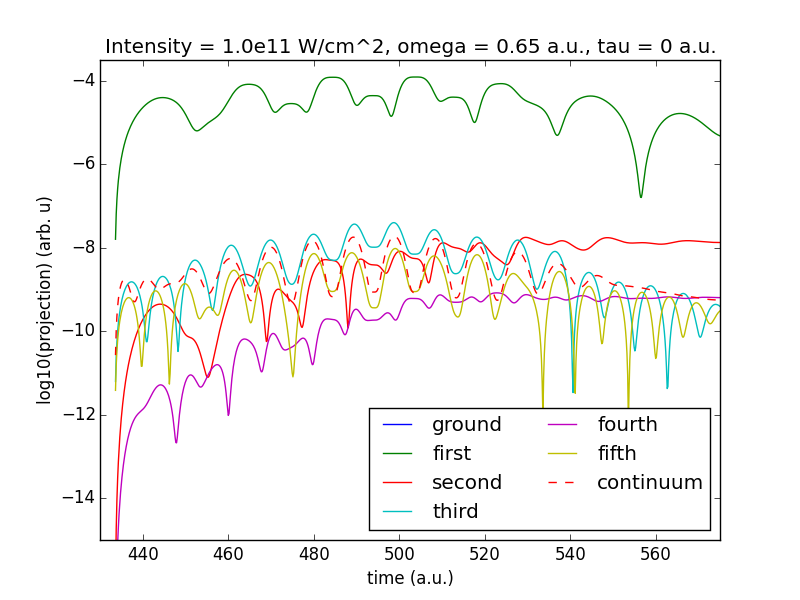 Intensity = 1.0e11 W/cm^2, omega = 0.65 a.u., tau = 0 a.u.
log10(projection) (arb. u)
−4
−6
−8
−10
−12
−14
ground
first
second
third
fourth
fifth
continuum
440 460 480 500 520 540 560
time (a.u.)